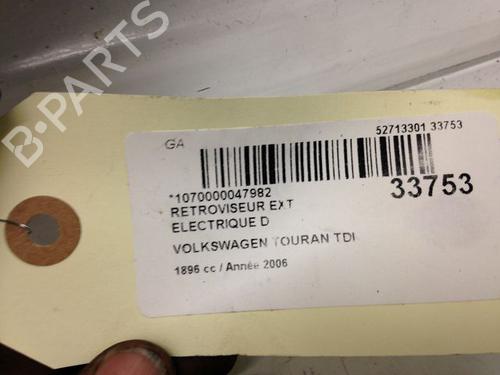 B-PARTS
GA
52713301 33753
*1070000047982
33753
RETROVISEUR EXT
ELECTRIQUE D
VOLKSWAGEN TOURAN TDI
1896 cc / Année 2006